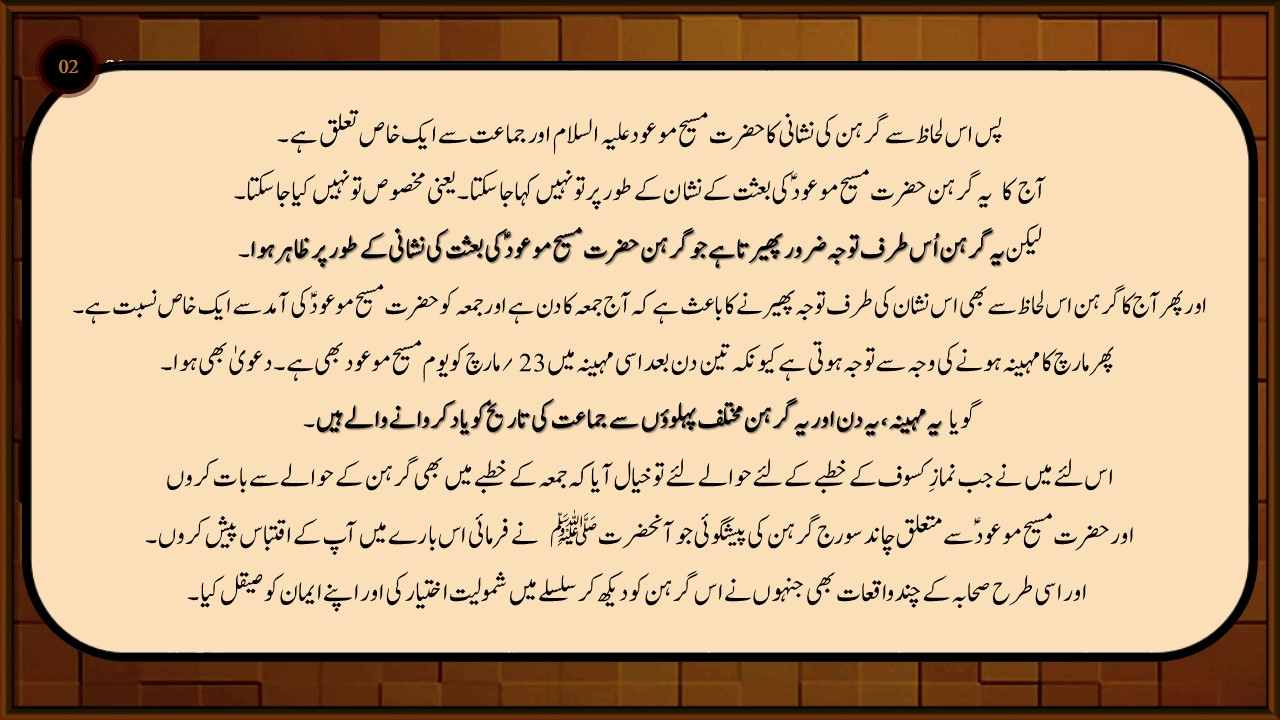 02
پس اس لحاظ سے گرہن کی نشانی کا حضرت مسیح موعود علیہ السلام اور جماعت سے ایک خاص تعلق ہے۔
آج کا یہ گرہن حضرت مسیح موعودؑ کی بعثت کے نشان کے طور پر تو نہیں کہا جا سکتا۔ یعنی مخصوص تو نہیں کیا جا سکتا۔
لیکن یہ گرہن اُس طرف توجہ ضرور پھیرتا ہے جو گرہن حضرت مسیح موعودؑ کی بعثت کی نشانی کے طور پر ظاہر ہوا۔
اور پھر آج کا گرہن اس لحاظ سے بھی اس نشان کی طرف توجہ پھیرنے کا باعث ہے کہ آج جمعہ کا دن ہے اور جمعہ کو حضرت مسیح موعودؑ کی آمد سے ایک خاص نسبت ہے۔
پھر مارچ کا مہینہ ہونے کی وجہ سے توجہ ہوتی ہے کیونکہ تین دن بعد اسی مہینہ میں 23 ؍مارچ کو یوم مسیح موعود بھی ہے۔ دعویٰ بھی ہوا۔
گویا یہ مہینہ، یہ دن اور یہ گرہن مختلف پہلوؤں سے جماعت کی تاریخ کو یاد کروانے والے ہیں۔
اس لئے میں نے جب نمازِ کسوف کے خطبے کے لئے حوالے لئے تو خیال آیا کہ جمعہ کے خطبے میں بھی گرہن کے حوالے سے بات کروں
اور حضرت مسیح موعودؑ سے متعلق چاند سورج گرہن کی پیشگوئی جو آنحضرت ﷺ نے فرمائی اس بارے میں آپ کے اقتباس پیش کروں۔
اور اسی طرح صحابہ کے چند واقعات بھی جنہوں نے اس گرہن کو دیکھ کر سلسلے میں شمولیت اختیار کی اور اپنے ایمان کو صیقل کیا۔